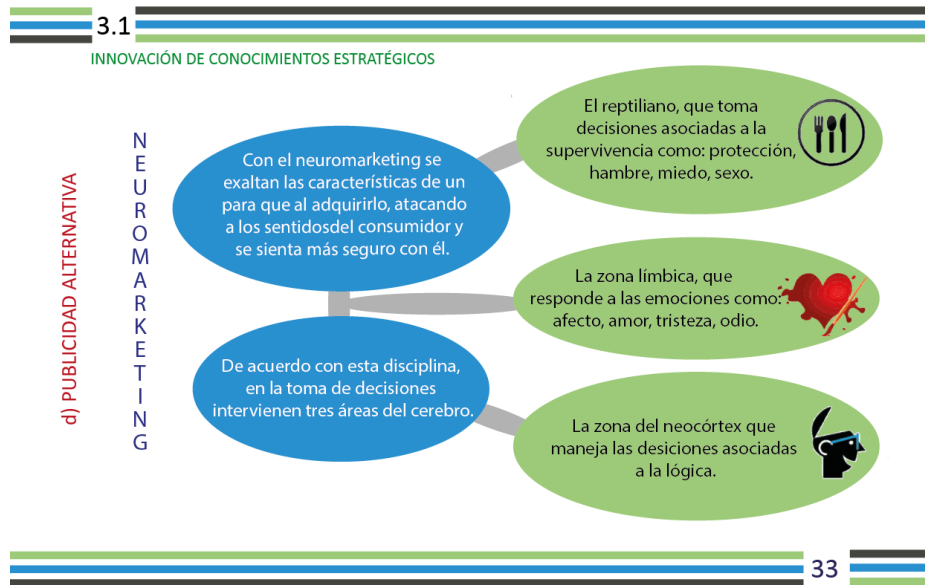 3.1
INNOVACIÓN DE CONOCIMIENTOS ESTRATÉGICOS
d) PUBLICIDAD ALTERNATIVA
NEUROMARKETING
Con el neuromarketing se
exaltan las características de un
para que al adquirirlo, atacando
a los sentidosdel consumidor y
se sienta más seguro con él.
De acuerdo con esta disciplina,
en la toma de decisiones
intervienen tres áreas del cerebro.
El reptiliano, que toma
decisiones asociadas a la
supervivencia como: protección,
hambre, miedo, sexo.
La zona límbica, que
responde a las emociones como:
afecto, amor, tristeza, odio.
La zona del neocórtex que
maneja las desiciones asociadas
a la lógica.
33